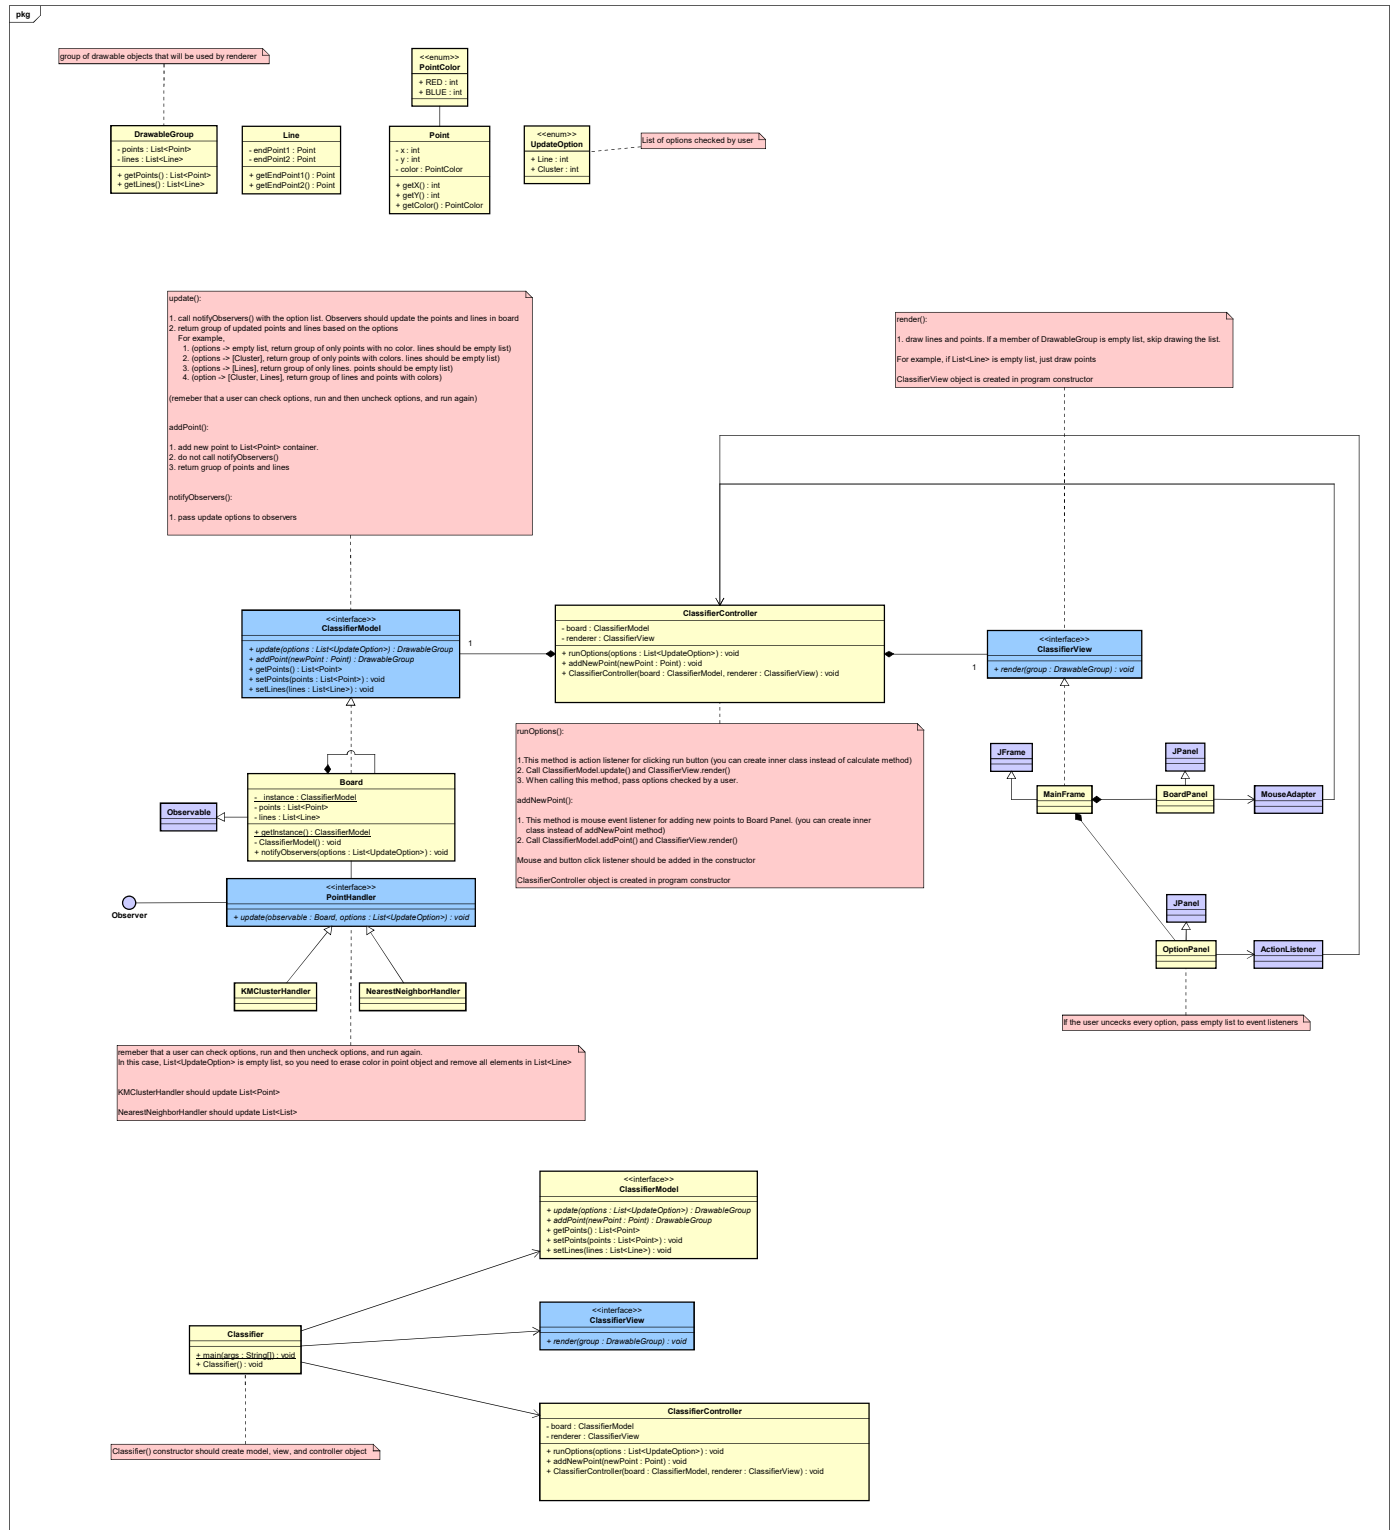 pkg
group of drawable objects that will be used by renderer
<<enum>>
PointColor
+ RED : int
+ BLUE : int
DrawableGroup
- points : List<Point>
- lines : List<Line>
+ getPoints() : List<Point>
+ getLines() : List<Line>
Line
- endPoint1 : Point
- endPoint2 : Point
+ getEndPoint1() : Point
+ getEndPoint2() : Point
Point
- x : int
- y : int
- color : PointColor
+ getX() : int
+ getY() : int
+ getColor() : PointColor
<<enum>>
UpdateOption
+ Line : int
+ Cluster : int
List of options checked by user
update():
1. call notifyObservers() with the option list. Observers should update the points and lines in board
2. return group of updated points and lines based on the options
For example,
1. (options -> empty list, return group of only points with no color. lines should be empty list)
2. (options -> [Cluster], return group of only points with colors. lines should be empty list)
3. (options -> [Lines], return group of only lines. points should be empty list)
4. (option -> [Cluster, Lines], return group of lines and points with colors)
(remeber that a user can check options, run and then uncheck options, and run again)
addPoint():
1. add new point to List<Point> container.
2. do not call notifyObservers()
3. return gruop of points and lines
notifyObservers():
1. pass update options to observers
render():
1. draw lines and points. If a member of DrawableGroup is empty list, skip drawing the list.
For example, if List<Line> is empty list, just draw points
ClassifierView object is created in program constructor
<<interface>>
ClassifierModel
+ update(options : List<UpdateOption>) : DrawableGroup
+ addPoint(newPoint : Point) : DrawableGroup
+ getPoints() : List<Point>
+ setPoints(points : List<Point>) : void
+ setLines(lines : List<Line>) : void
1
ClassifierController
- board : ClassifierModel
- renderer : ClassifierView
+ runOptions(options : List<UpdateOption>) : void
+ addNewPoint(newPoint : Point) : void
+ ClassifierController(board : ClassifierModel, renderer : ClassifierView) : void
1
<<interface>>
ClassifierView
+ render(group : DrawableGroup) : void
runOptions():
1.This method is action listener for clicking run button (you can create inner class instead of calculate method)
2. Call ClassifierModel.update() and ClassifierView.render()
3. When calling this method, pass options checked by a user.
addNewPoint():
1. This method is mouse event listener for adding new points to Board Panel. (you can create inner
class instead of addNewPoint method)
2. Call ClassifierModel.addPoint() and ClassifierView.render()
Mouse and button click listener should be added in the constructor
ClassifierController object is created in program constructor
JFrame
JPanel
MainFrame
BoardPanel
MouseAdapter
Observable
Board
- _instance : ClassifierModel
- points : List<Point>
- lines : List<Line>
+ getInstance() : ClassifierModel
- ClassifierModel() : void
+ notifyObservers(options : List<UpdateOption>) : void
Observer
<<interface>>
PointHandler
+ update(observable : Board, options : List<UpdateOption>) : void
JPanel
OptionPanel
ActionListener
KMClusterHandler
NearestNeighborHandler
If the user unchecks every option, pass empty list to event listeners
remeber that a user can check options, run and then uncheck options, and run again.
In this case, List<UpdateOption> is empty list, so you need to erase color in point object and remove all elements in List<Line>
KMClusterHandler should update List<Point>
NearestNeighborHandler should update List<List>
<<interface>>
ClassifierModel
+ update(options : List<UpdateOption>) : DrawableGroup
+ addPoint(newPoint : Point) : DrawableGroup
+ getPoints() : List<Point>
+ setPoints(points : List<Point>) : void
+ setLines(lines : List<Line>) : void
<<interface>>
ClassifierView
+ render(group : DrawableGroup) : void
Classifier
+ main(args : String[]) : void
+ Classifier() : void
ClassifierController
- board : ClassifierModel
- renderer : ClassifierView
+ runOptions(options : List<UpdateOption>) : void
+ addNewPoint(newPoint : Point) : void
+ ClassifierController(board : ClassifierModel, renderer : ClassifierView) : void
Classifier() constructor should create model, view, and controller object